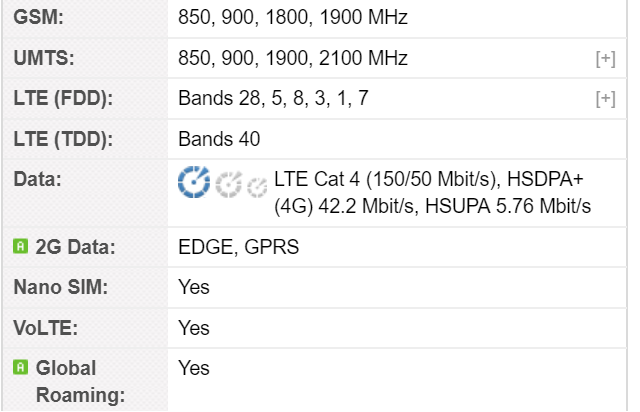 GSM: 850, 900, 1800, 1900 MHz
UMTS: 850, 900, 1900, 2100 MHz [+]
LTE (FDD): Bands 28, 5, 8, 3, 1, 7 [+]
LTE (TDD): Bands 40
Data: LTE Cat 4 (150/50 Mbit/s), HSDPA+
(4G) 42.2 Mbit/s, HSUPA 5.76 Mbit/s
A 2G Data: EDGE, GPRS
Nano SIM: Yes
VoLTE: Yes
A Global Yes
Roaming: